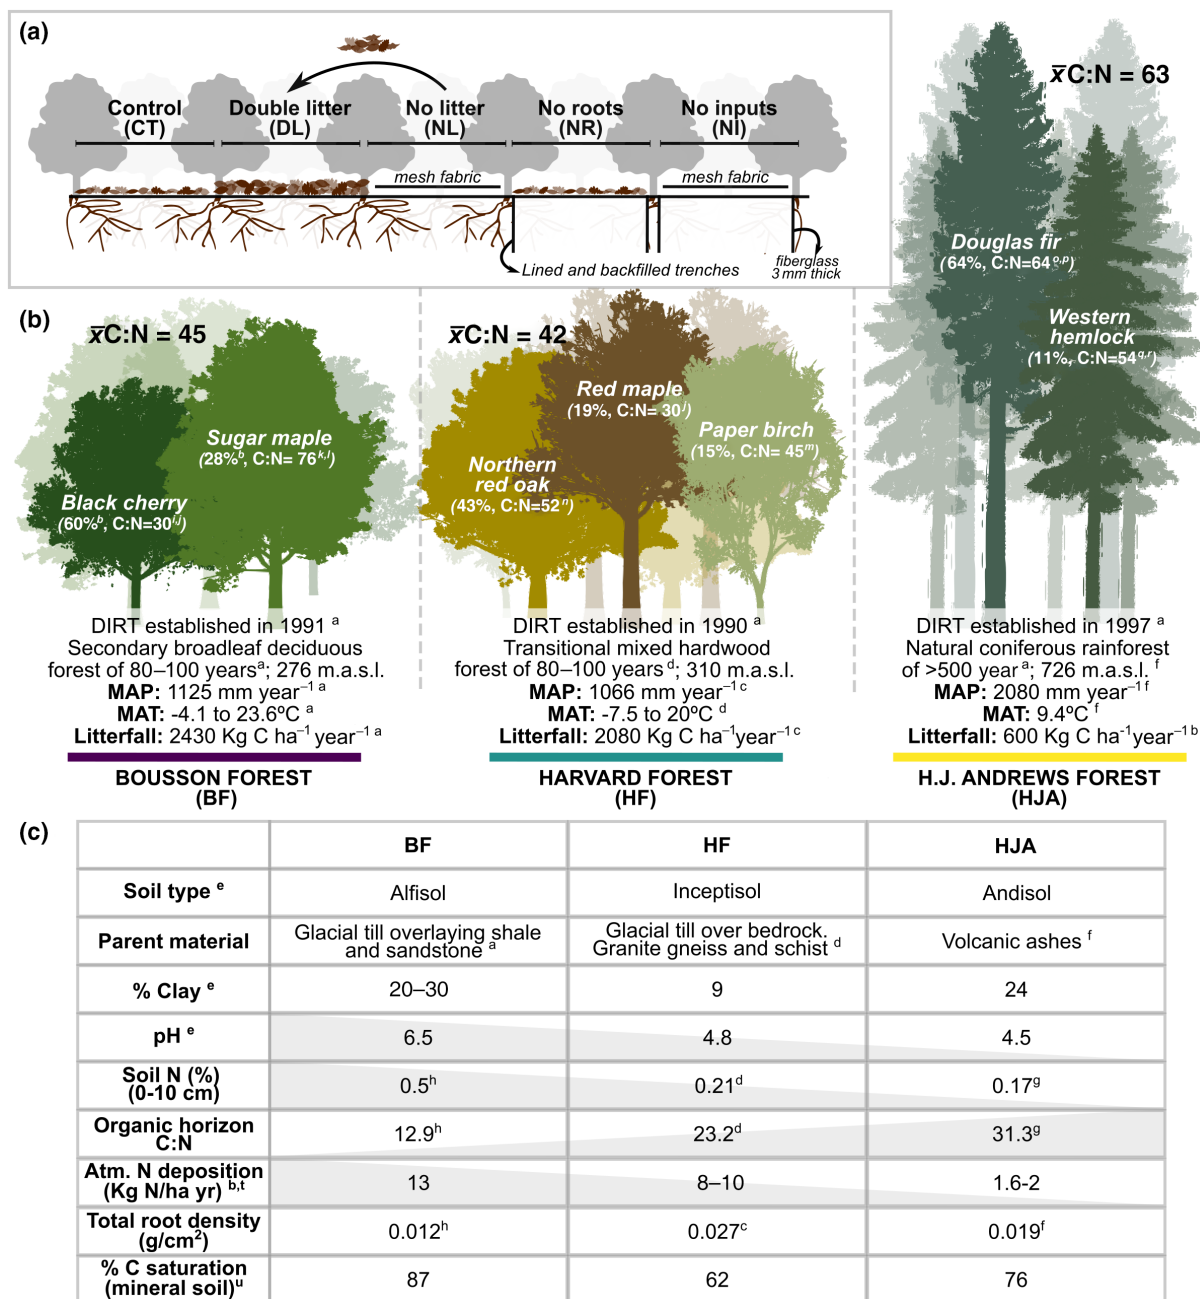 (a)
x̄C:N = 63
Control
(CT)
Double litter
(DL)
No litter
(NL)
No roots
(NR)
No inputs
(NI)
mesh fabric
mesh fabric
Lined and backfilled trenches
fiberglass
3 mm thick
Douglas fir
(64%, C:N=64ᵒ,ᵖ)
Western
hemlock
(11%, C:N=54q,r)
(b)
x̄C:N = 45
Sugar maple
(28%ᵇ, C:N= 76ᵏ,ˡ)
Black cherry
(60%ᵇ, C:N=30ⁱ,ʲ)
x̄C:N = 42
Red maple
(19%, C:N= 30ʲ)
Paper birch
(15%, C:N= 45ᵐ)
Northern
red oak
(43%, C:N=52ⁿ)
DIRT established in 1991 ᵃ
Secondary broadleaf deciduous
forest of 80–100 yearsᵃ; 276 m.a.s.l.
MAP: 1125 mm year⁻¹ ᵃ
MAT: -4.1 to 23.6ºC ᵃ
Litterfall: 2430 Kg C ha⁻¹ year⁻¹ ᵃ
BOUSSON FOREST
(BF)
DIRT established in 1990 ᵃ
Transitional mixed hardwood
forest of 80–100 years ᵈ; 310 m.a.s.l.
MAP: 1066 mm year⁻¹ ᶜ
MAT: -7.5 to 20ºC ᵈ
Litterfall: 2080 Kg C ha⁻¹year⁻¹ ᶜ
HARVARD FOREST
(HF)
DIRT established in 1997 ᵃ
Natural coniferous rainforest
of >500 year ᵃ; 726 m.a.s.l. ᶠ
MAP: 2080 mm year⁻¹ ᶠ
MAT: 9.4ºC ᶠ
Litterfall: 600 Kg C ha⁻¹year⁻¹ ᵇ
H.J. ANDREWS FOREST
(HJA)
(c)
BF HF HJA
Soil type ᵉ Alfisol Inceptisol Andisol
Parent material
Glacial till overlaying shale
and sandstone ᵃ
Glacial till over bedrock.
Granite gneiss and schist ᵈ
Volcanic ashes ᶠ
% Clay ᵉ 20–30 9 24
pH ᵉ 6.5 4.8 4.5
Soil N (%)
(0-10 cm)
0.5ʰ 0.21ᵈ 0.17ᵍ
Organic horizon
C:N
12.9ʰ 23.2ᵈ 31.3ᵍ
Atm. N deposition
(Kg N/ha yr) ᵇ,ᵗ
13 8–10 1.6-2
Total root density
(g/cm²)
0.012ʰ 0.027ᶜ 0.019ᶠ
% C saturation
(mineral soil)ᵘ
87 62 76